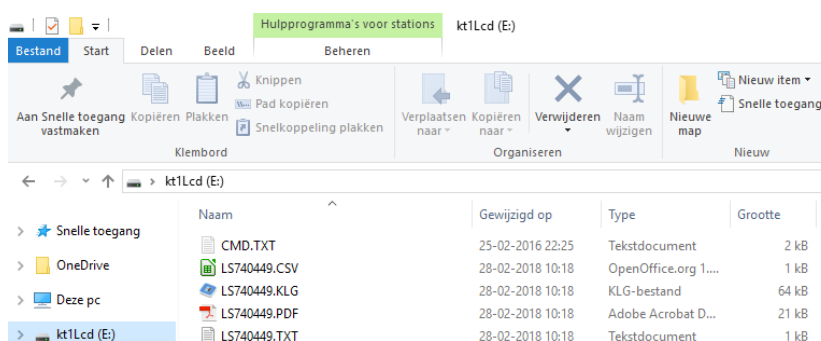 Hulpprogramma's voor stations kt1Lcd (E:)
Bestand Start Delen Beeld Beheren
Aan Snelle toegang vastmaken
Kopiëren
Plakken
Knippen
Pad kopiëren
Snelkoppeling plakken
Verplaatsen naar
Kopiëren naar
Verwijderen
Naam wijzigen
Nieuwe map
Nieuw item
Snelle toegang
Klembord Organiseren Nieuw
kt1Lcd (E:)
Naam Gewijzigd op Type Grootte
Snelle toegang
OneDrive
Deze pc
kt1Lcd (E:)
CMD.TXT 25-02-2016 22:25 Tekstdocument 2 kB
LS740449.CSV 28-02-2018 10:18 OpenOffice.org 1.... 1 kB
LS740449.KLG 28-02-2018 10:18 KLG-bestand 64 kB
LS740449.PDF 28-02-2018 10:18 Adobe Acrobat D... 21 kB
LS740449.TXT 28-02-2018 10:18 Tekstdocument 1 kB